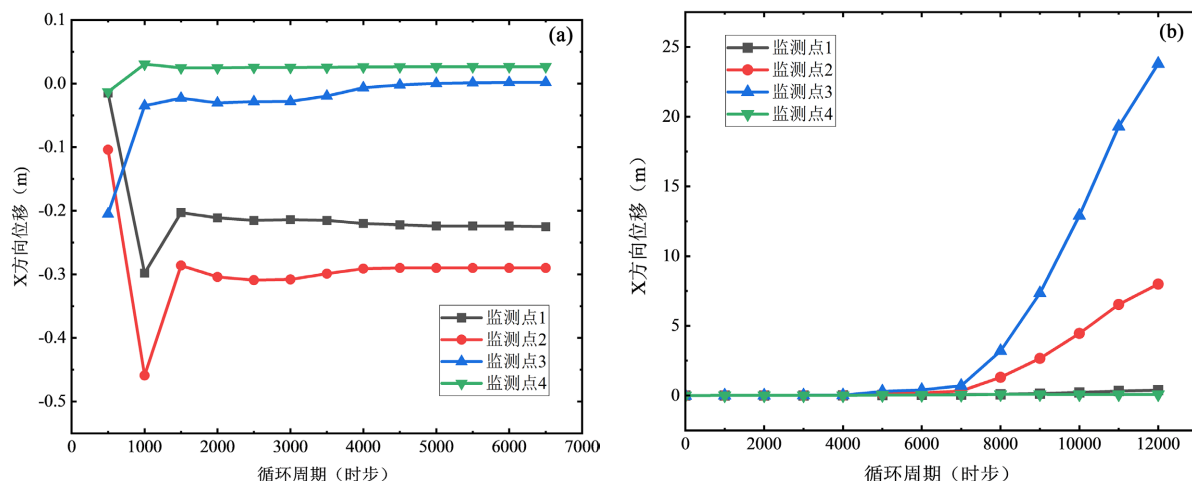 (a)
0.1
0.0
-0.1
-0.2
-0.3
-0.4
-0.5
X方向位移（m）
监测点1
监测点2
监测点3
监测点4
0 1000 2000 3000 4000 5000 6000 7000
循环周期（时步）
(b)
25
20
15
10
5
0
X方向位移（m）
监测点1
监测点2
监测点3
监测点4
0 2000 4000 6000 8000 10000 12000
循环周期（时步）